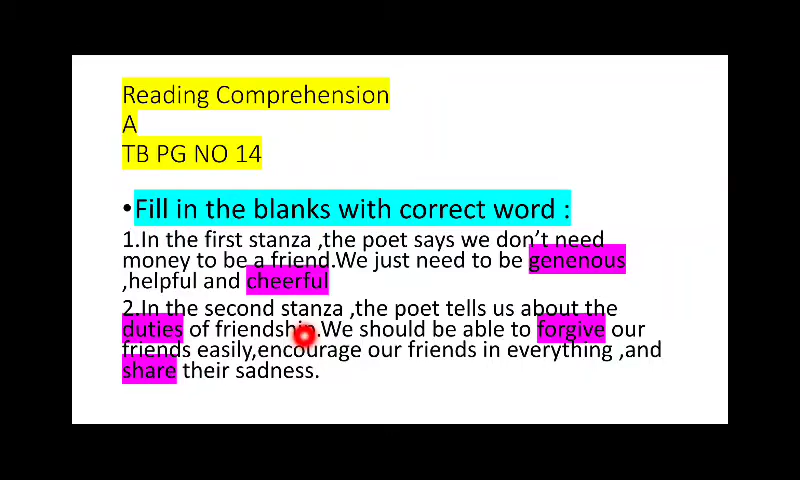 Reading Comprehension
A
TB PG NO 14
•Fill in the blanks with correct word :
1.In the first stanza ,the poet says we don't need
money to be a friend.We just need to be genenous
,helpful and cheerful
2.In the second stanza ,the poet tells us about the
duties of friendship.We should be able to forgive our
friends easily,encourage our friends in everything ,and
share their sadness.